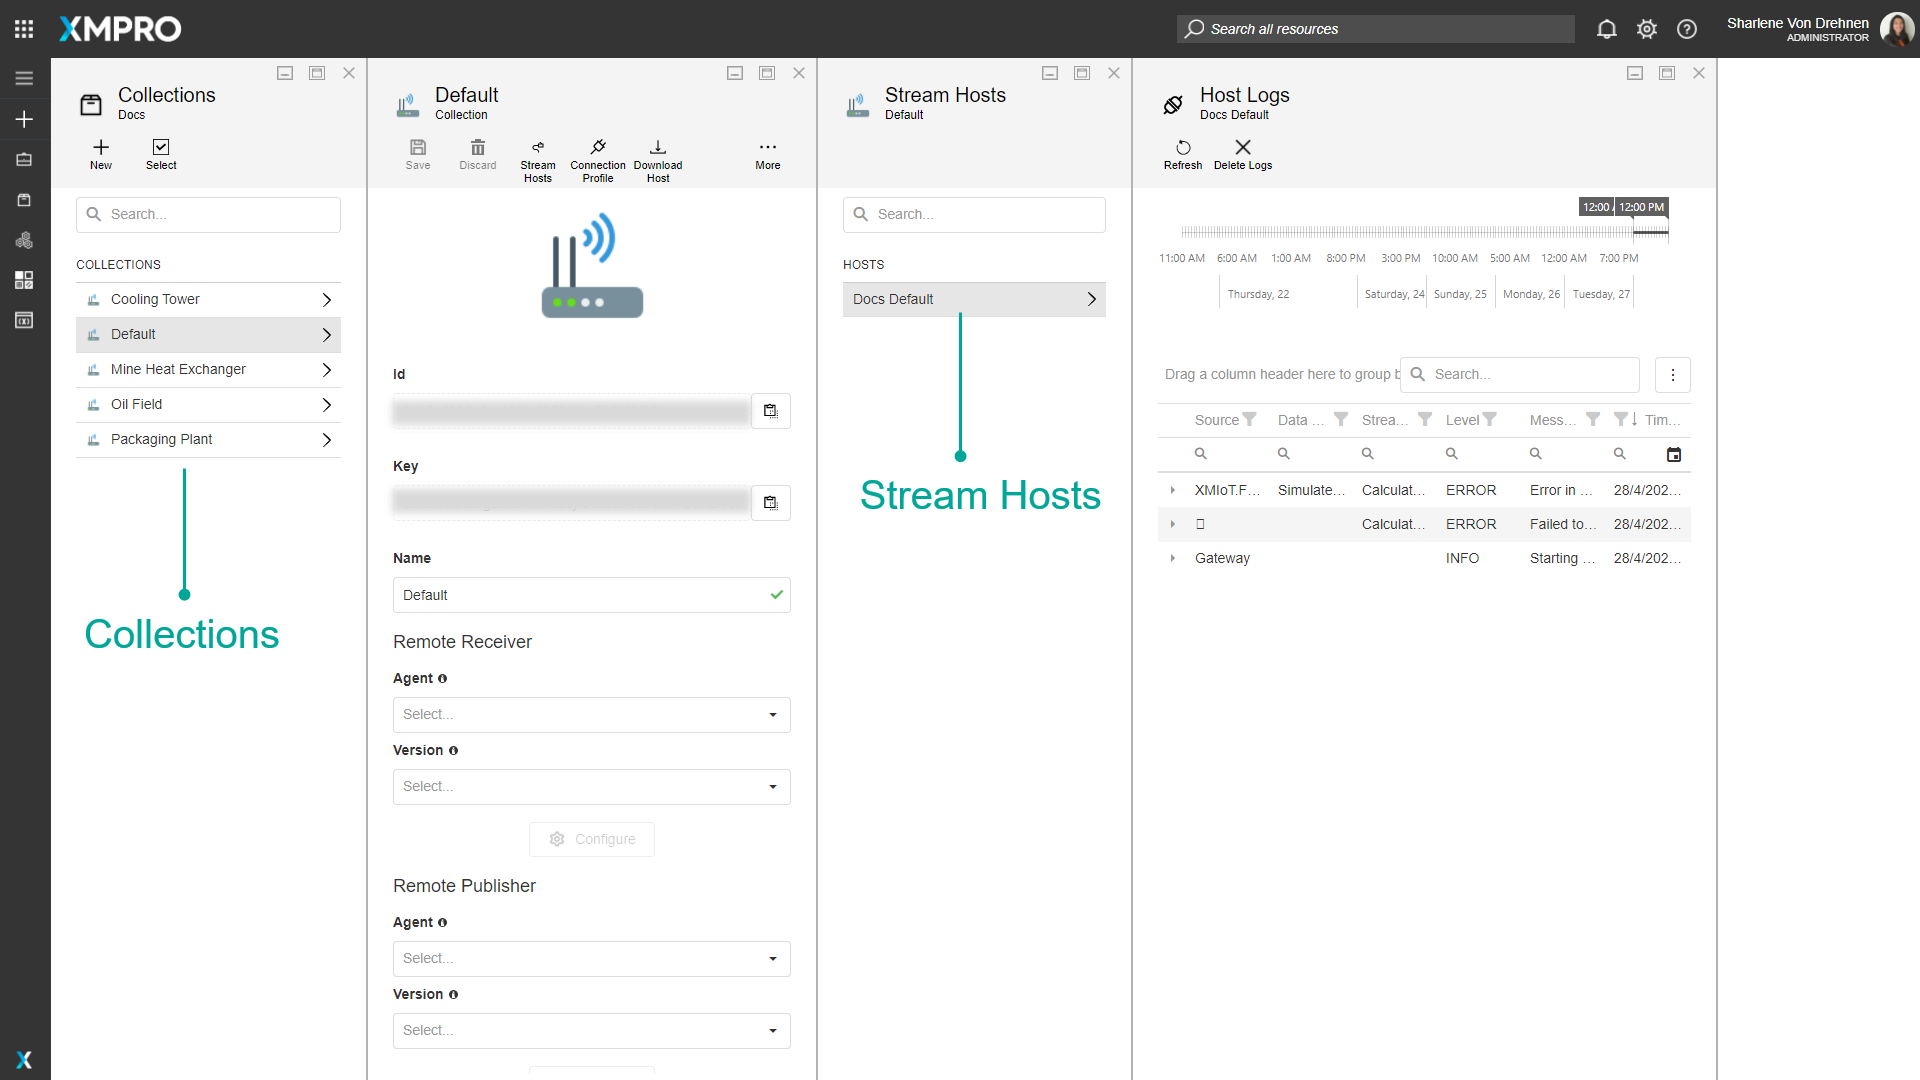 XMPRO
Search all resources
Sharlene Von Drehnen
ADMINISTRATOR
Collections
Docs
New
Select
Search...
COLLECTIONS
Cooling Tower
Default
Mine Heat Exchanger
Oil Field
Packaging Plant
Collections
Default
Collection
Save
Discard
Stream Hosts
Connection Profile
Download Host
More
Id
Key
Name
Default
Remote Receiver
Agent
Select...
Version
Select...
Configure
Remote Publisher
Agent
Select...
Version
Select...
Stream Hosts
Default
Search...
HOSTS
Docs Default
Stream Hosts
Host Logs
Docs Default
Refresh
Delete Logs
12:00 12:00 PM
11:00 AM 6:00 AM 1:00 AM 8:00 PM 3:00 PM 10:00 AM 5:00 AM 12:00 AM 7:00 PM
Thursday, 22 Saturday, 24 Sunday, 25 Monday, 26 Tuesday, 27
Drag a column header here to group b
Search...
Source Data ... Strea... Level Mess... Tim...
XMIoT.F... Simulate... Calculat... ERROR Error in ... 28/4/202...
Calculat... ERROR Failed to... 28/4/202...
Gateway INFO Starting ... 28/4/202...